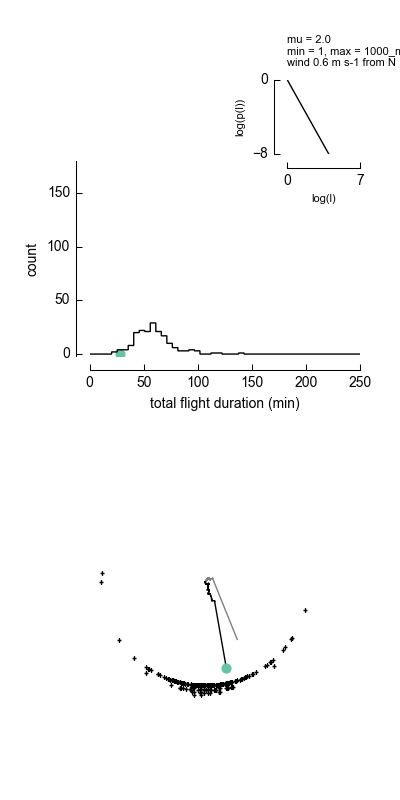 mu = 2.0
min = 1, max = 1000_m
wind 0.6 m s-1 from N
0
log(p(l))
−8
0 7
log(l)
150
100
count
50
0
0 50 100 150 200 250
total flight duration (min)